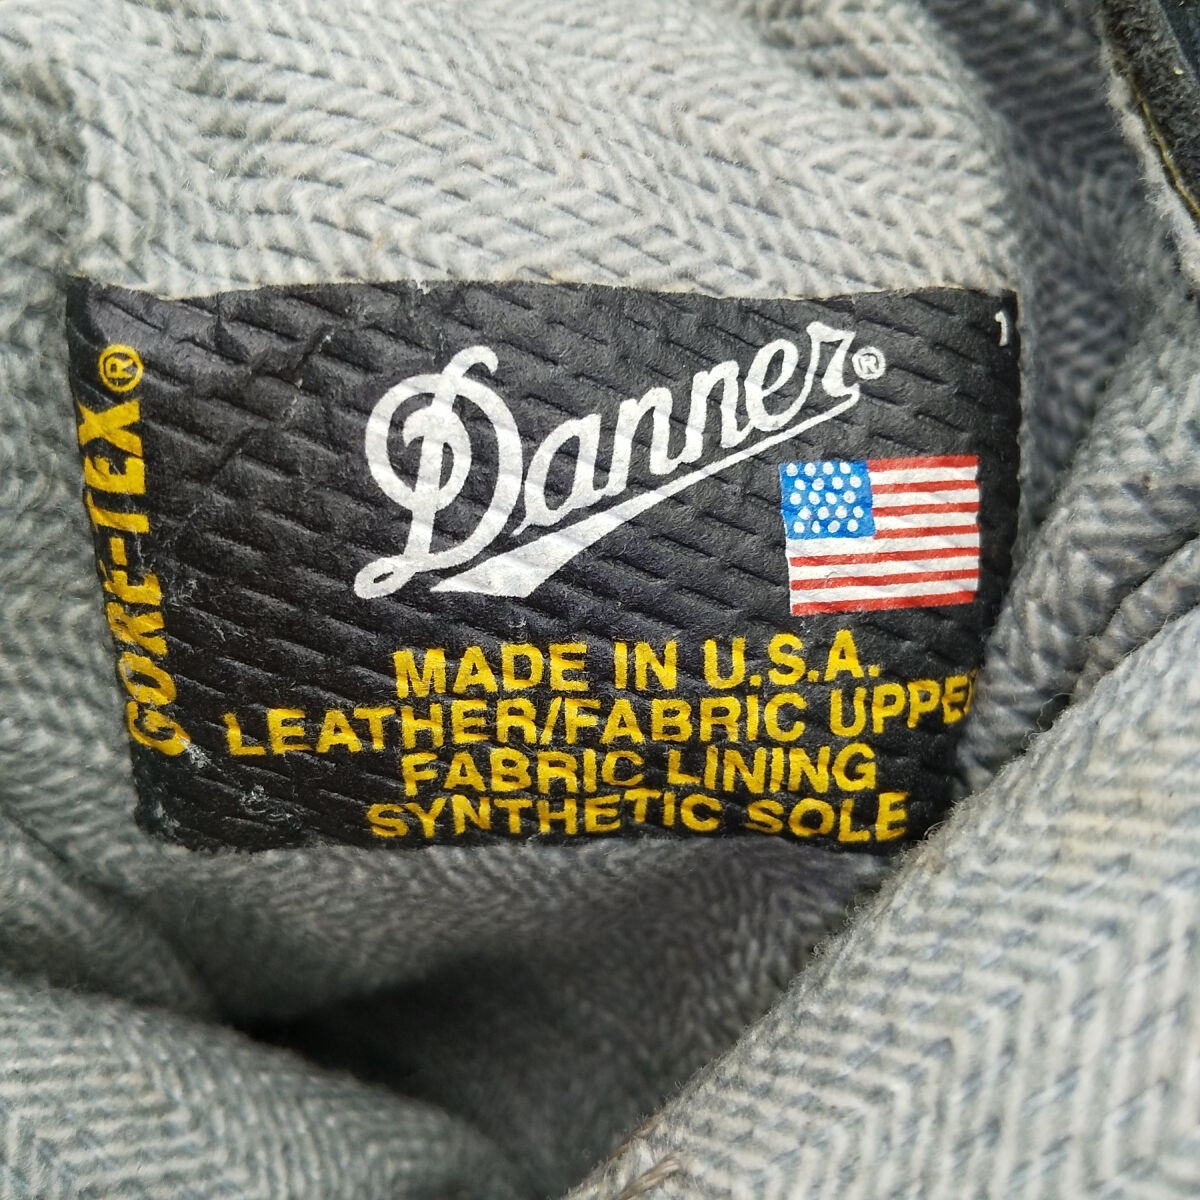 GORE-TEX®
Danner®
MADE IN U.S.A.
LEATHER/FABRIC UPPER
FABRIC LINING
SYNTHETIC SOLE